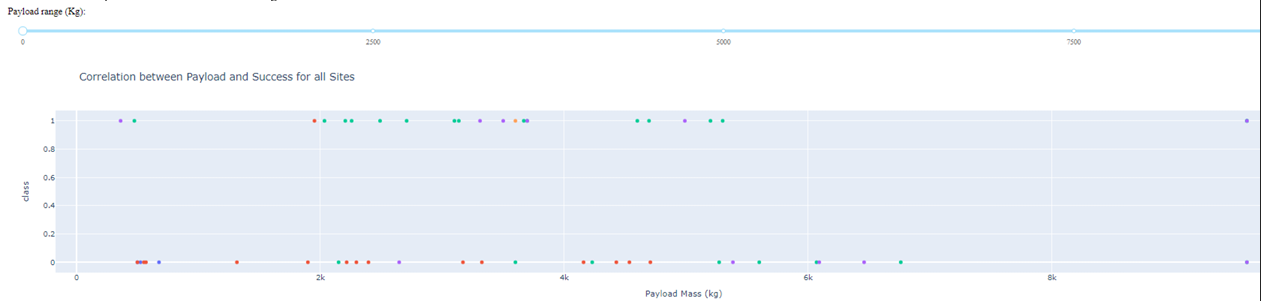 Payload range (Kg):
0 2500 5000 7500
Correlation between Payload and Success for all Sites
1
0.8
0.6
class
0.4
0.2
0
0 2k 4k 6k 8k
Payload Mass (kg)